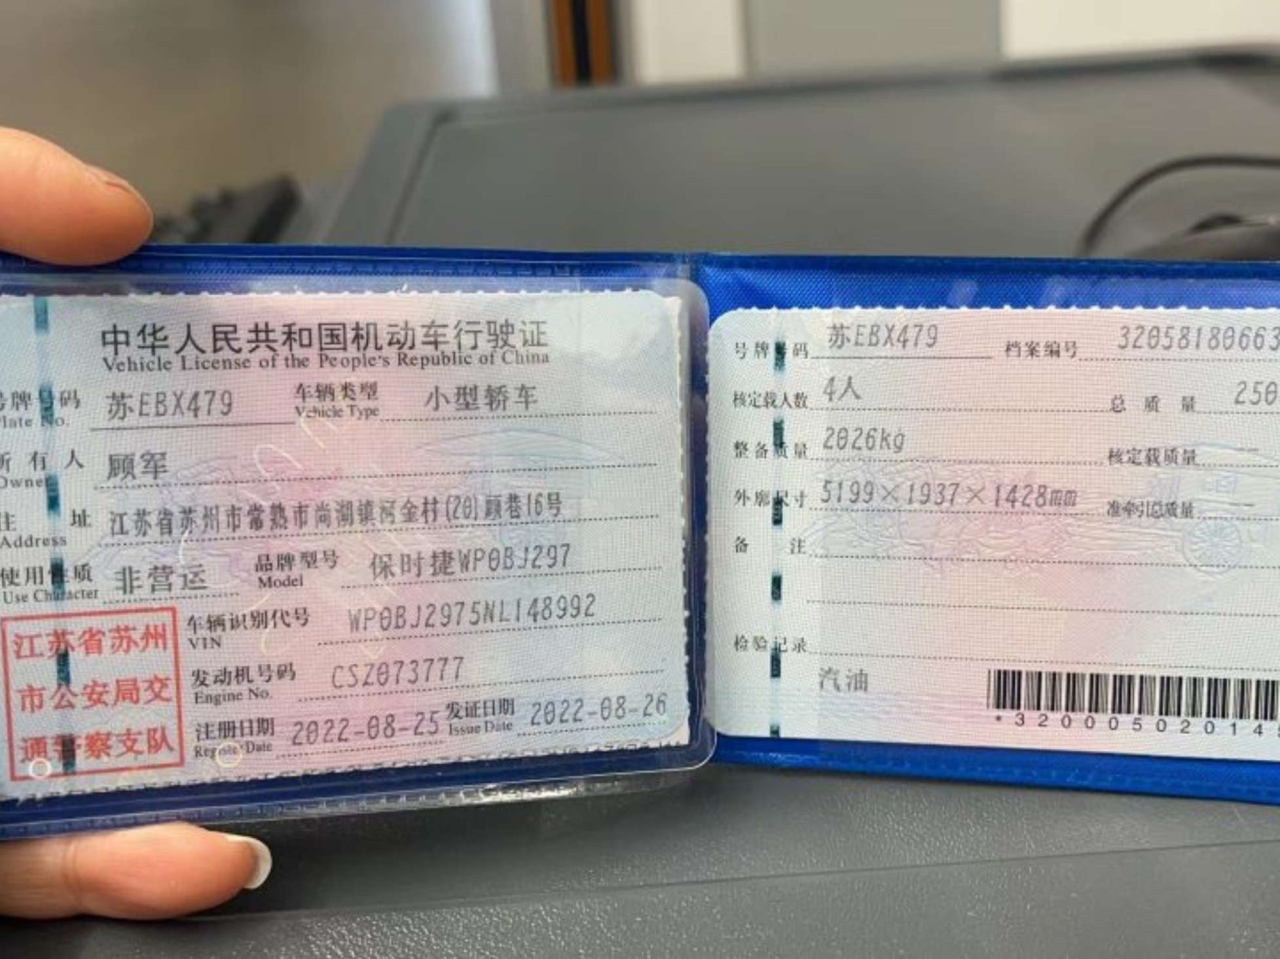 中华人民共和国机动车行驶证
Vehicle License of the People's Republic of China
号牌号码 苏EBX479 车辆类型 小型轿车
Plate No. Vehicle Type
所有人 顾军
Owner
住址 江苏省苏州市常熟市尚湖镇河金村(20)顾巷16号
Address
使用性质 非营运 品牌型号 保时捷WP0BJ297
Use Character Model
江苏省苏州
市公安局交
通警察支队
车辆识别代号 WP0BJ2975NL148992
VIN
发动机号码 CSZ073777
Engine No.
注册日期 2022-08-25 发证日期 2022-08-26
Register Date Issue Date
号牌号码 苏EBX479 档案编号 32058180663
核定载人数 4人 总质量 250
整备质量 2026kg 核定载质量 --
外廓尺寸 5199×1937×1428mm 准牵引总质量 --
备注
检验记录
汽油
*320005020145